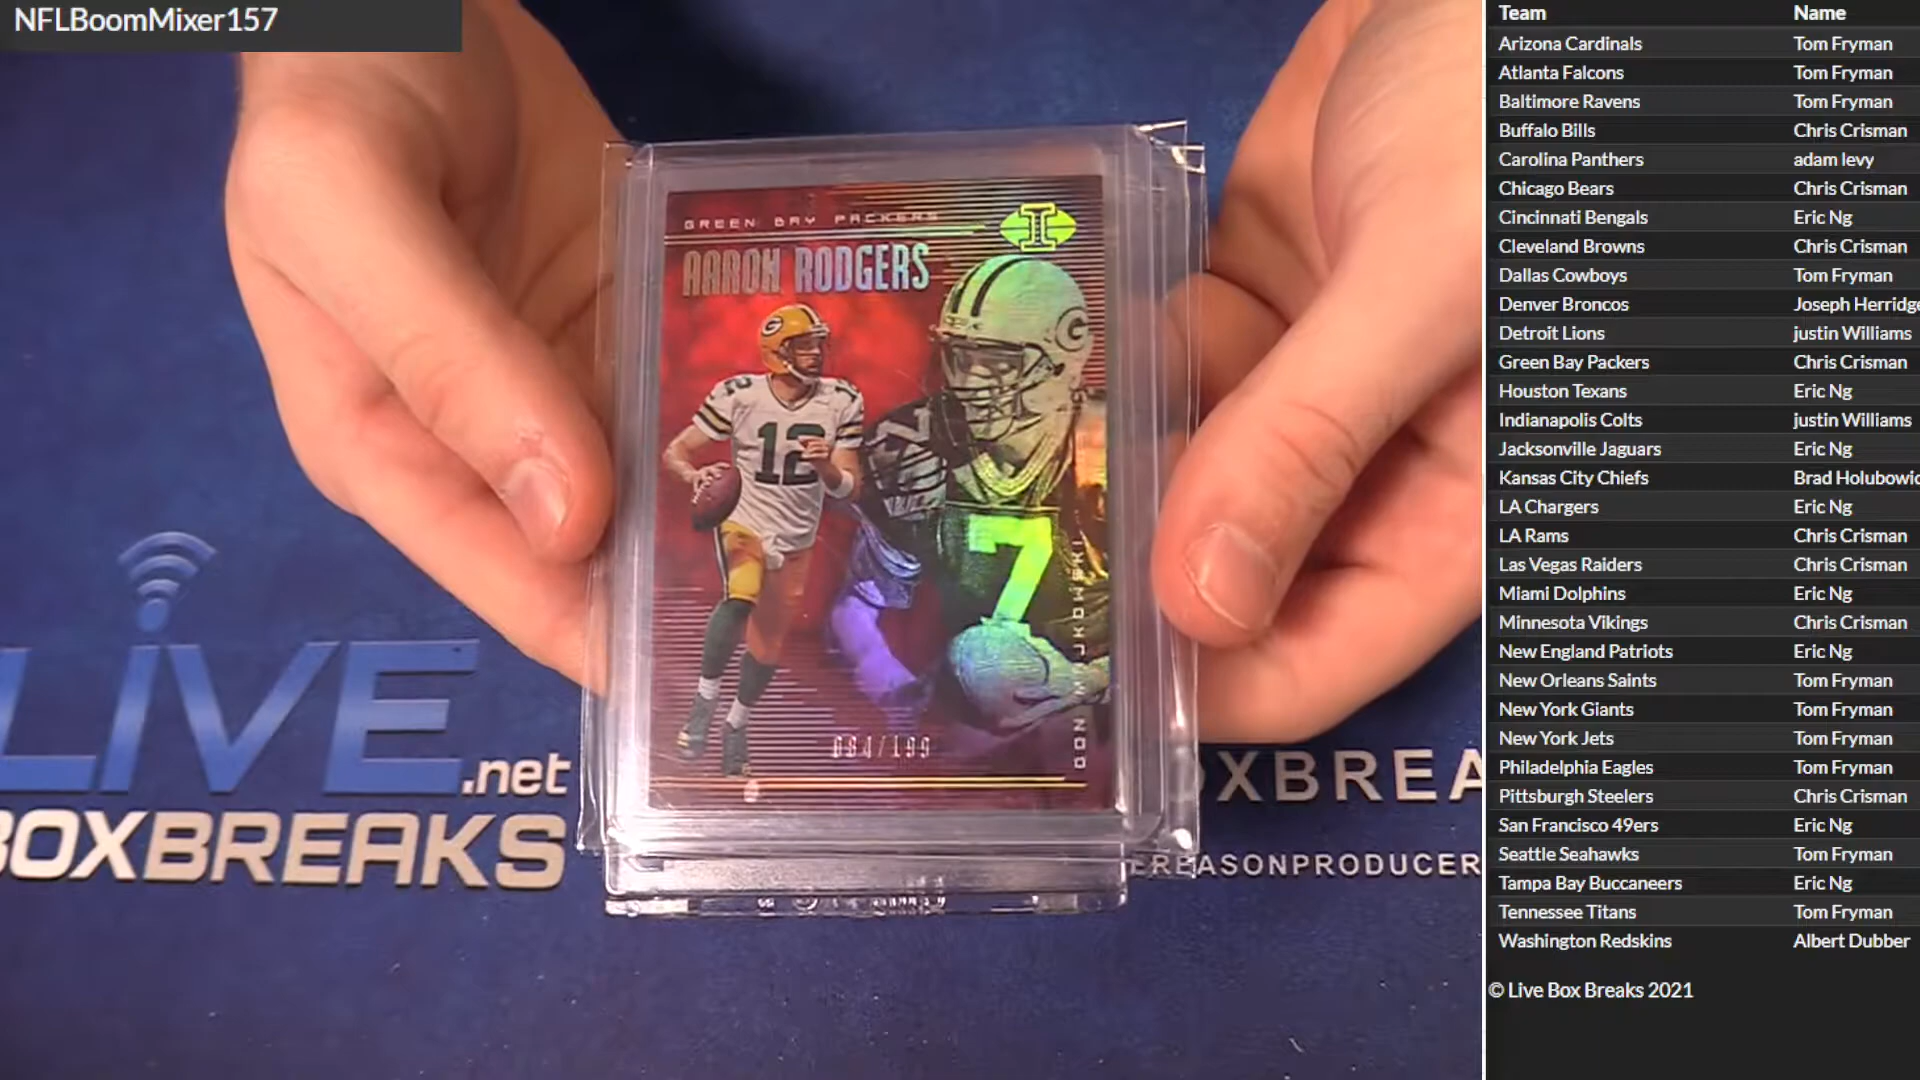 NFLBoomMixer157
GREEN BAY PACKERS
AARON RODGERS
12
12
12
7
DON MAJKOWSKI
094/199
LiVE.net
BOXBREAKS
OXBREA
EREASONPRODUCER
Team Name
Arizona Cardinals Tom Fryman
Atlanta Falcons Tom Fryman
Baltimore Ravens Tom Fryman
Buffalo Bills Chris Crisman
Carolina Panthers adam levy
Chicago Bears Chris Crisman
Cincinnati Bengals Eric Ng
Cleveland Browns Chris Crisman
Dallas Cowboys Tom Fryman
Denver Broncos Joseph Herridge
Detroit Lions justin Williams
Green Bay Packers Chris Crisman
Houston Texans Eric Ng
Indianapolis Colts justin Williams
Jacksonville Jaguars Eric Ng
Kansas City Chiefs Brad Holubowic
LA Chargers Eric Ng
LA Rams Chris Crisman
Las Vegas Raiders Chris Crisman
Miami Dolphins Eric Ng
Minnesota Vikings Chris Crisman
New England Patriots Eric Ng
New Orleans Saints Tom Fryman
New York Giants Tom Fryman
New York Jets Tom Fryman
Philadelphia Eagles Tom Fryman
Pittsburgh Steelers Chris Crisman
San Francisco 49ers Eric Ng
Seattle Seahawks Tom Fryman
Tampa Bay Buccaneers Eric Ng
Tennessee Titans Tom Fryman
Washington Redskins Albert Dubber
© Live Box Breaks 2021